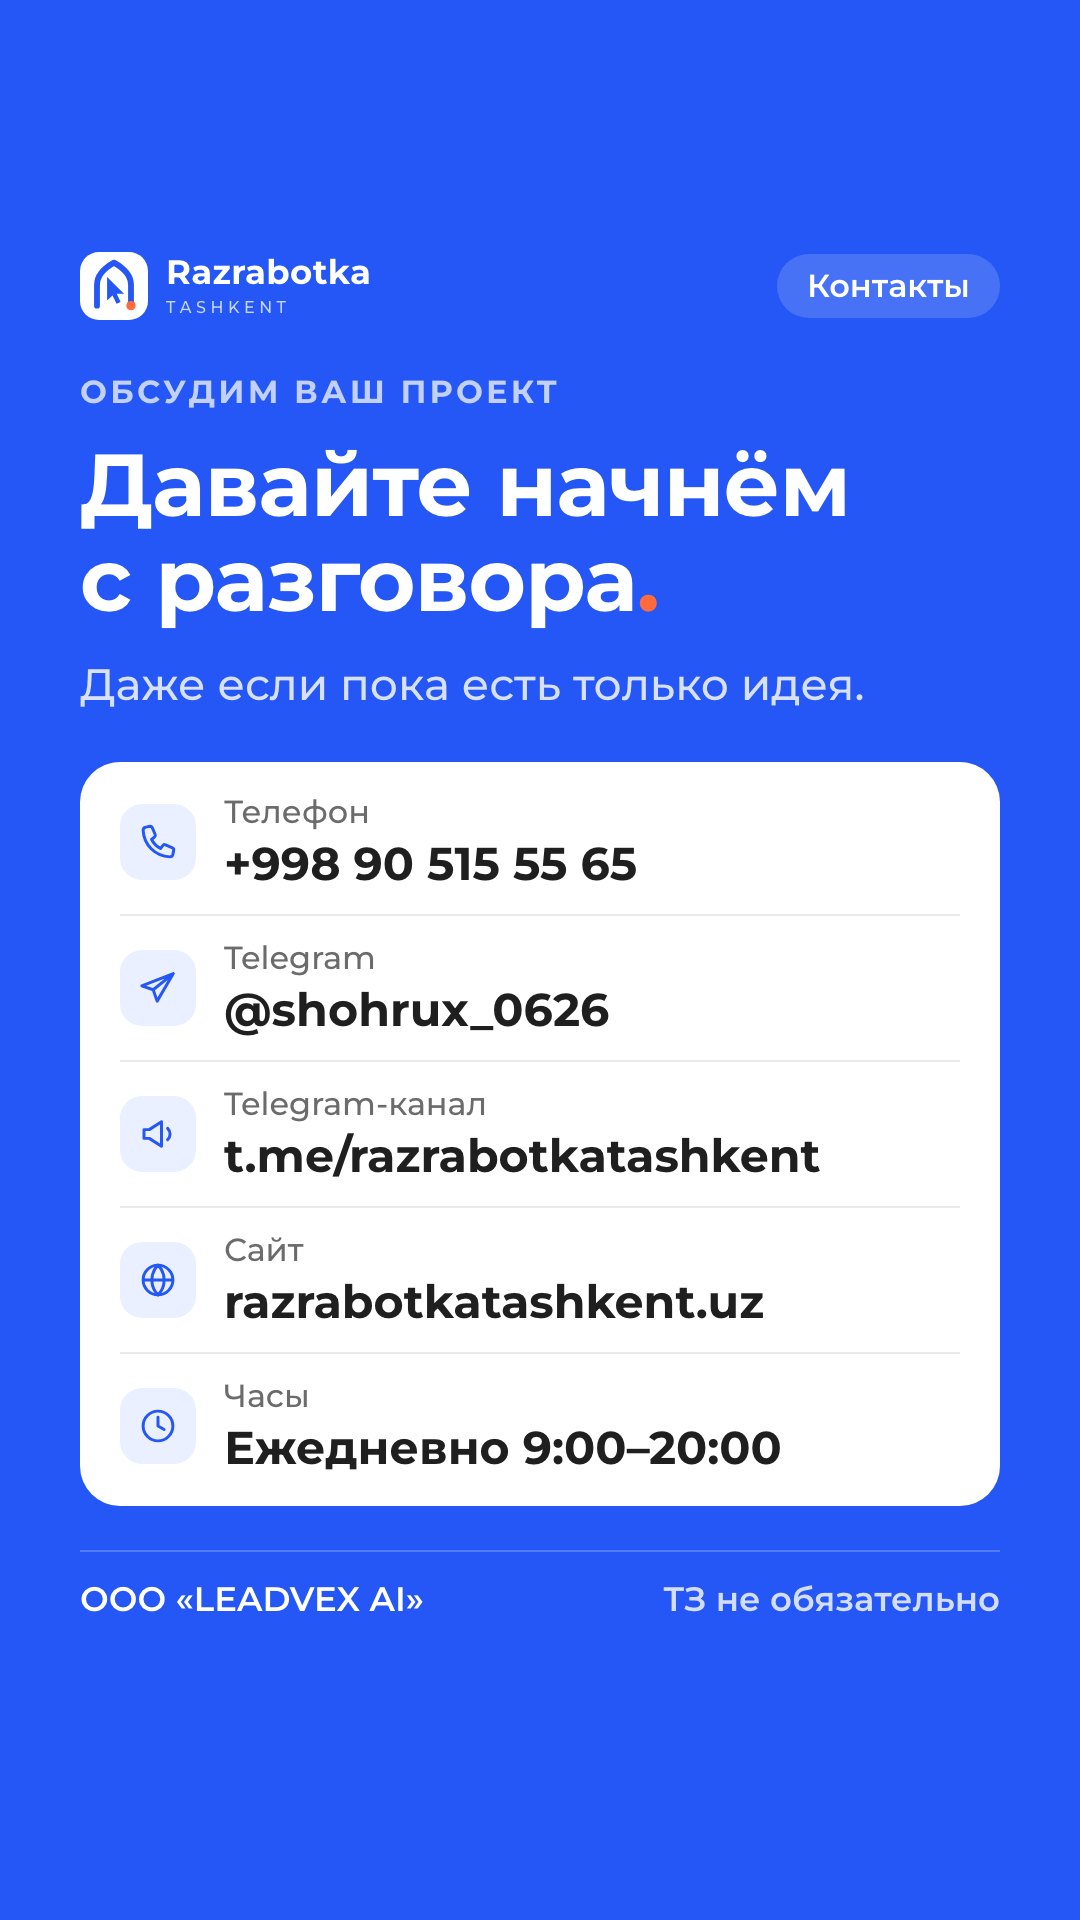 Razrabotka
TASHKENT
Контакты
ОБСУДИМ ВАШ ПРОЕКТ
Давайте начнём
с разговора.
Даже если пока есть только идея.
Телефон
+998 90 515 55 65
Telegram
@shohrux_0626
Telegram-канал
t.me/razrabotkatashkent
Сайт
razrabotkatashkent.uz
Часы
Ежедневно 9:00–20:00
ООО «LEADVEX AI»
ТЗ не обязательно